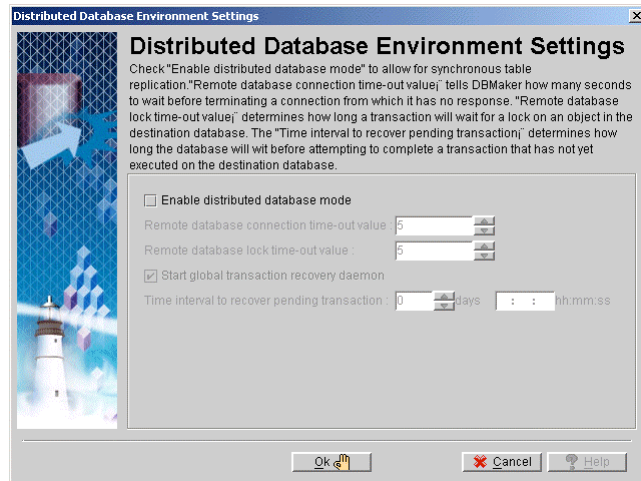 Distributed Database Environment Settings
Distributed Database Environment Settings
Check "Enable distributed database mode" to allow for synchronous table
replication."Remote database connection time-out value¡¨ tells DBMaker how many seconds
to wait before terminating a connection from which it has no response. "Remote database
lock time-out value¡¨ determines how long a transaction will wait for a lock on an object in the
destination database. The "Time interval to recover pending transaction¡¨ determines how
long the database will wit before attempting to complete a transaction that has not yet
executed on the destination database.
Enable distributed database mode
Remote database connection time-out value : 5
Remote database lock time-out value : 5
Start global transaction recovery daemon
Time interval to recover pending transaction : 0 days : : hh:mm:ss
Ok Cancel Help